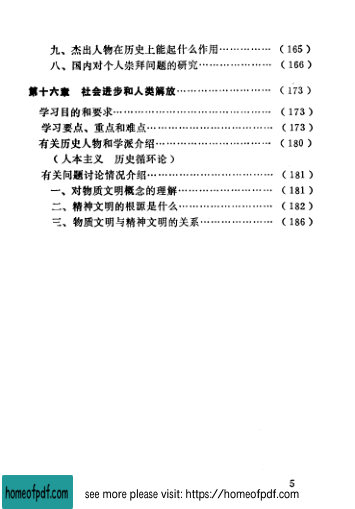 九、杰出人物在历史上能起什么作用……………（165）
八、国内对个人崇拜问题的研究…………………（166）
第十六章　社会进步和人类解放………………………（173）
学习目的和要求…………………………………………（173）
学习要点、重点和难点…………………………………（173）
有关历史人物和学派介绍………………………………（180）
（人本主义　历史循环论）
有关问题讨论情况介绍…………………………………（181）
一、对物质文明概念的理解………………………（181）
二、精神文明的根源是什么………………………（182）
三、物质文明与精神文明的关系…………………（186）
5
homeofpdf.com
see more please visit: https://homeofpdf.com